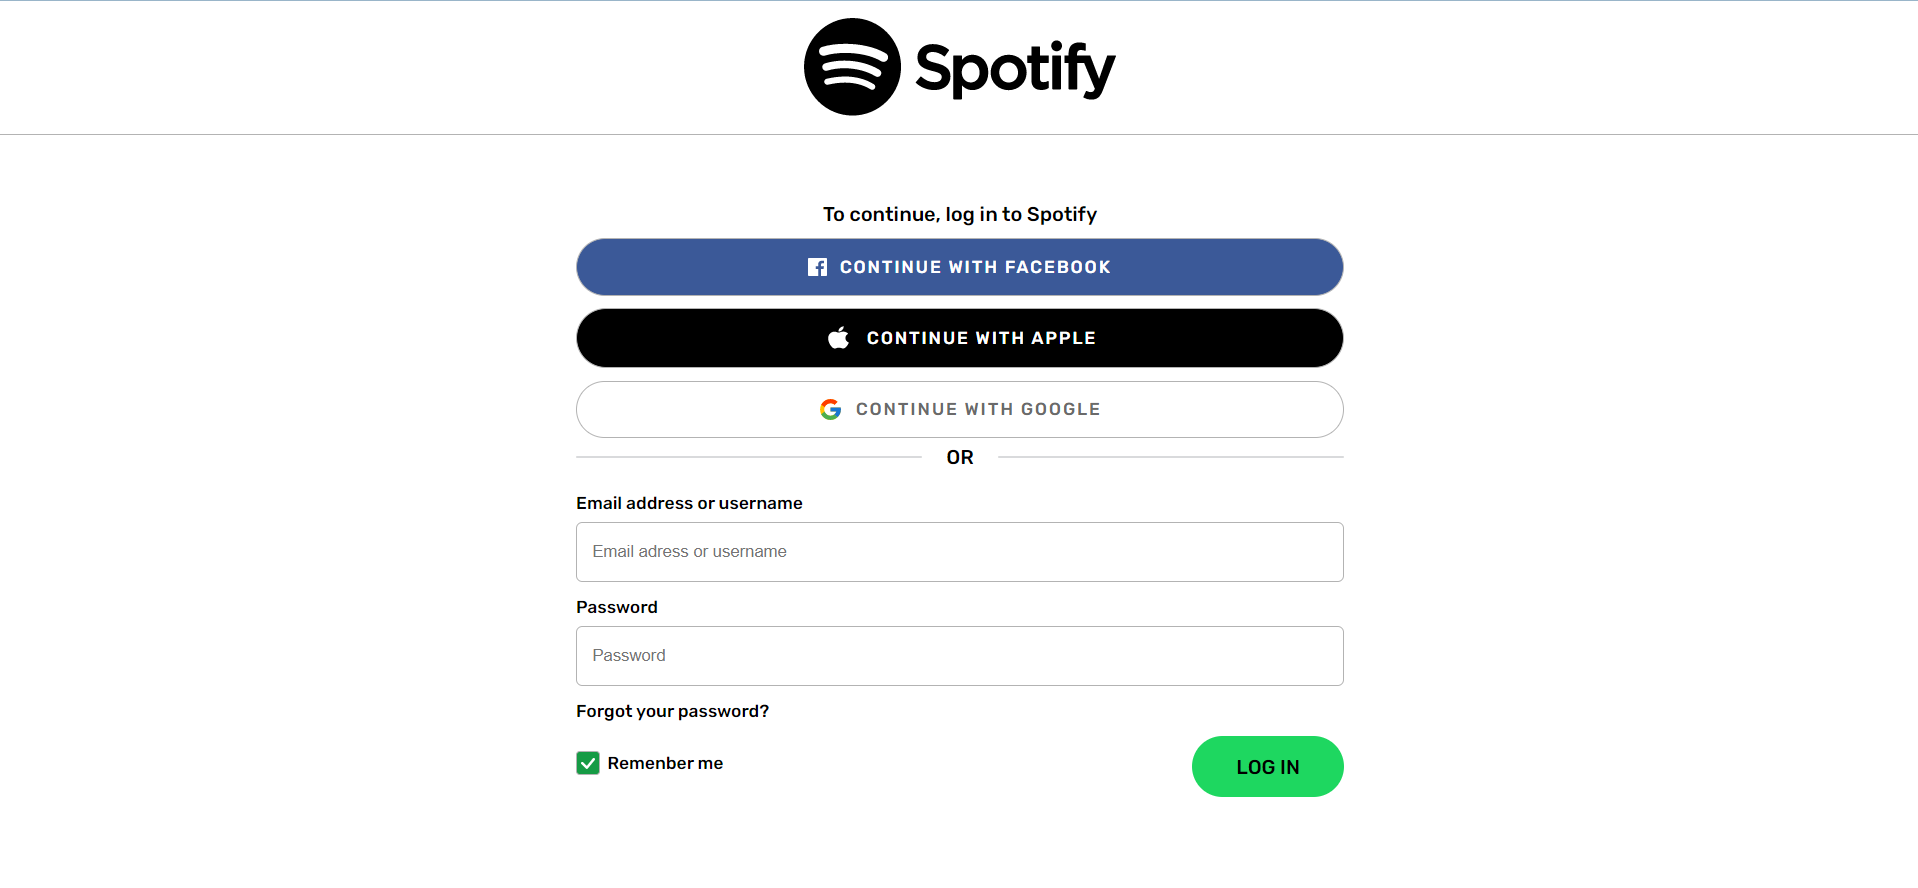 Spotify
To continue, log in to Spotify
CONTINUE WITH FACEBOOK
CONTINUE WITH APPLE
CONTINUE WITH GOOGLE
OR
Email address or username
Email adress or username
Password
Password
Forgot your password?
Remenber me
LOG IN